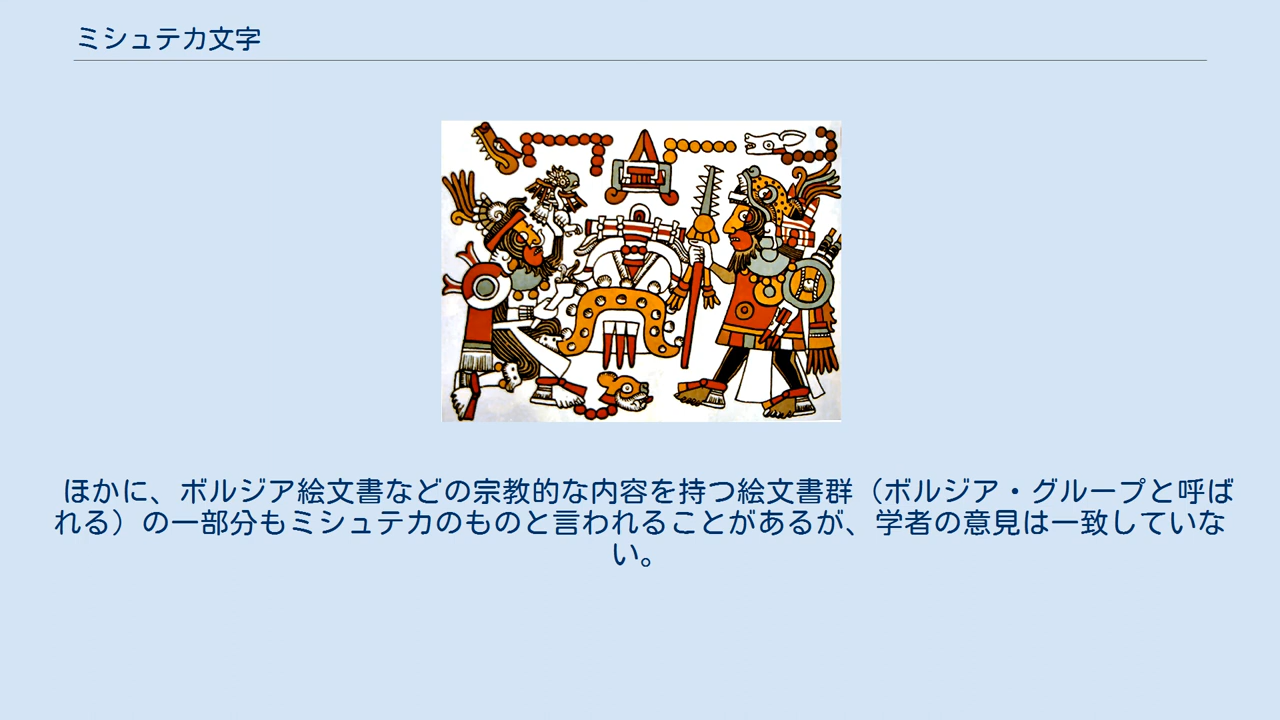 ミシュテカ文字
ほかに、ボルジア絵文書などの宗教的な内容を持つ絵文書群（ボルジア・グループと呼ば
れる）の一部分もミシュテカのものと言われることがあるが、学者の意見は一致していな
い。